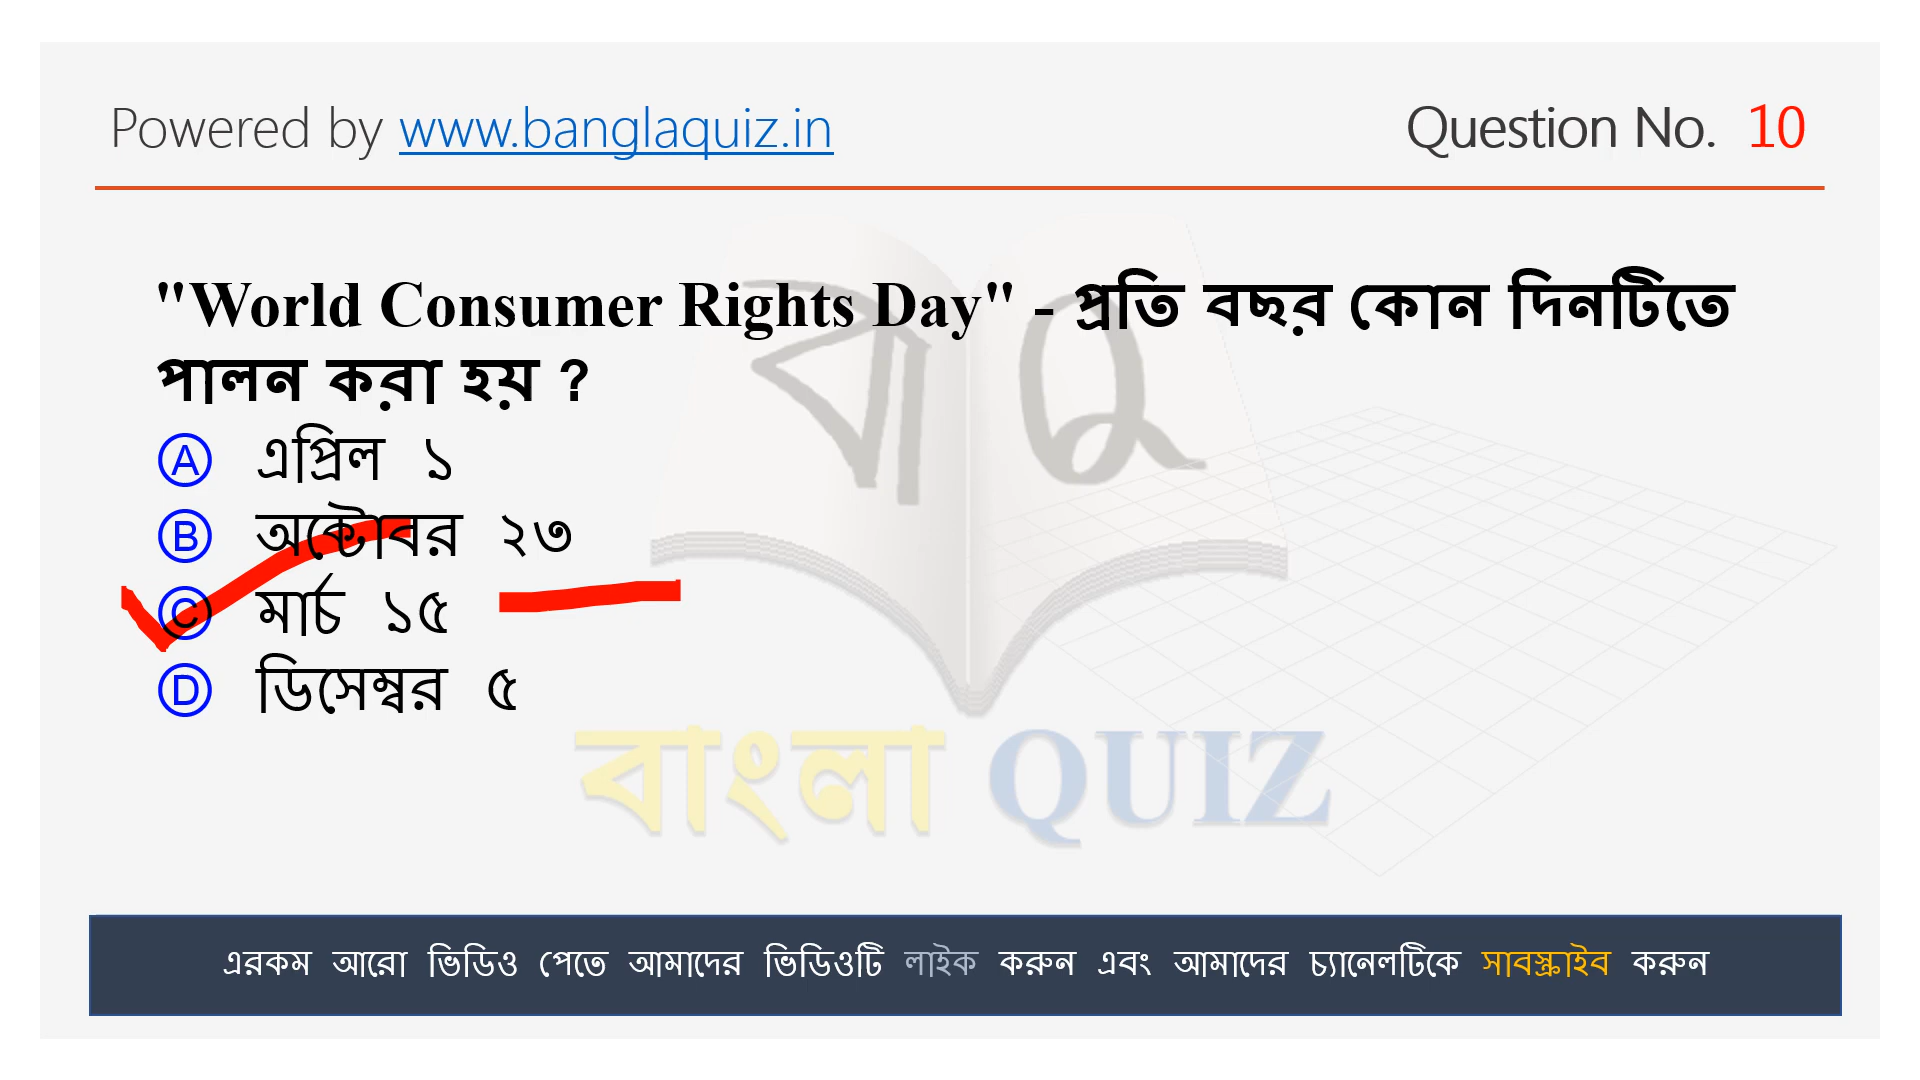 Powered by www.banglaquiz.in
Question No. 10
"World Consumer Rights Day" - প্রতি বছর কোন দিনটিতে
পালন করা হয় ?
Ⓐ এপ্রিল ১
Ⓑ অক্টোবর ২৩
Ⓒ মার্চ ১৫
Ⓓ ডিসেম্বর ৫
বা Q
বাংলা QUIZ
এরকম আরো ভিডিও পেতে আমাদের ভিডিওটি লাইক করুন এবং আমাদের চ্যানেলটিকে সাবস্ক্রাইব করুন